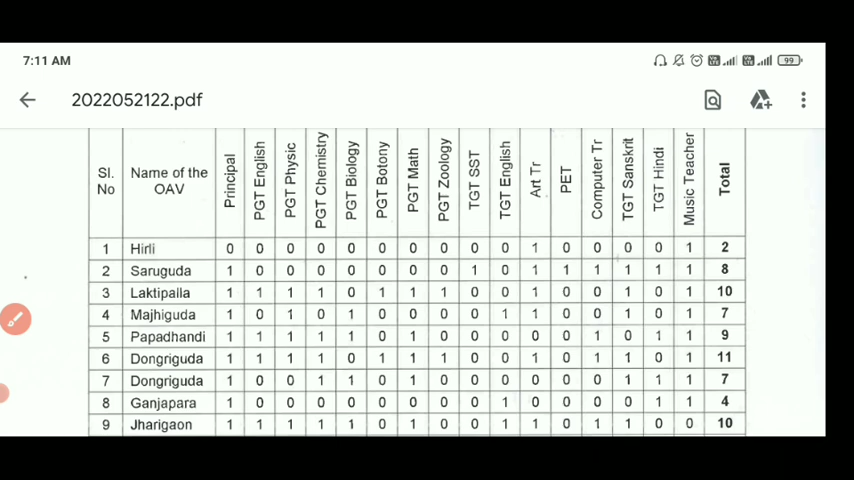 7:11 AM
99
2022052122.pdf
Sl. No Name of the OAV Principal PGT English PGT Physic PGT Chemistry PGT Biology PGT Botony PGT Math PGT Zoology TGT SST TGT English Art Tr PET Computer Tr TGT Sanskrit TGT Hindi Music Teacher Total
1 Hirli 0 0 0 0 0 0 0 0 0 0 1 0 0 0 0 1 2
2 Saruguda 1 0 0 0 0 0 0 0 1 0 1 1 1 1 1 1 8
3 Laktipalla 1 1 1 1 0 1 1 1 0 0 1 0 0 1 0 1 10
4 Majhiguda 1 0 1 0 1 0 0 0 0 1 1 0 0 1 0 1 7
5 Papadhandi 1 1 1 1 1 0 1 0 0 0 0 0 1 0 1 1 9
6 Dongriguda 1 1 1 1 0 1 1 1 0 0 1 0 1 1 0 1 11
7 Dongriguda 1 0 0 1 1 0 1 0 0 0 0 0 0 1 1 1 7
8 Ganjapara 1 0 0 0 0 0 0 0 0 1 0 0 0 0 1 1 4
9 Jharigaon 1 1 1 1 1 0 1 0 0 1 1 0 1 1 0 0 10